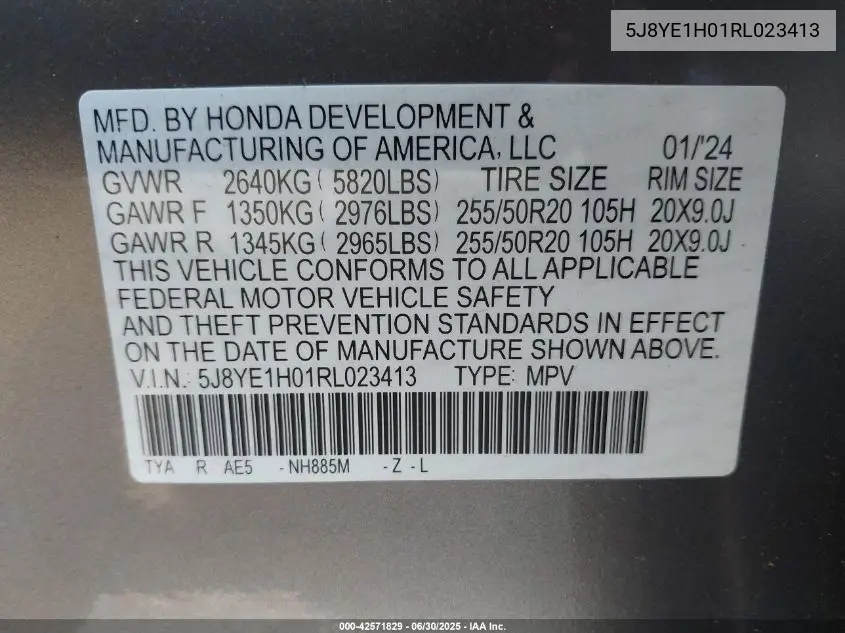 5J8YE1H01RL023413
MFD. BY HONDA DEVELOPMENT &
MANUFACTURING OF AMERICA, LLC 01/'24
GVWR 2640KG ( 5820LBS) TIRE SIZE RIM SIZE
GAWR F 1350KG ( 2976LBS) 255/50R20 105H 20X9.0J
GAWR R 1345KG ( 2965LBS) 255/50R20 105H 20X9.0J
THIS VEHICLE CONFORMS TO ALL APPLICABLE
FEDERAL MOTOR VEHICLE SAFETY
AND THEFT PREVENTION STANDARDS IN EFFECT
ON THE DATE OF MANUFACTURE SHOWN ABOVE.
V.I.N.: 5J8YE1H01RL023413 TYPE: MPV
TYA R AE5 - NH885M - Z - L
000-42571829 - 06/30/2025 - IAA Inc.